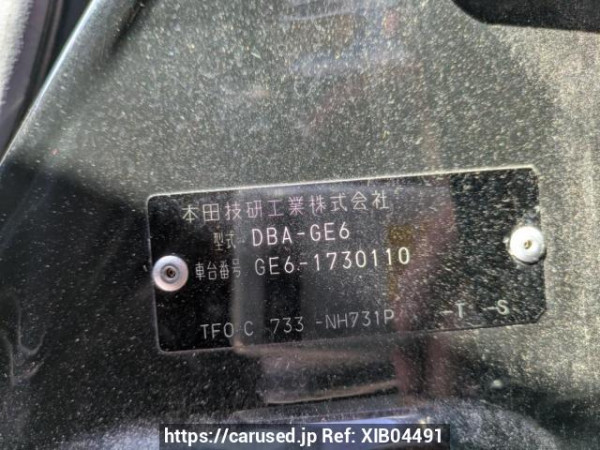 本田技研工業株式会社
型式 DBA-GE6
車台番号 GE6-1730110
TF0 C 733 -NH731P -T -S
https://carused.jp Ref: XIB04491